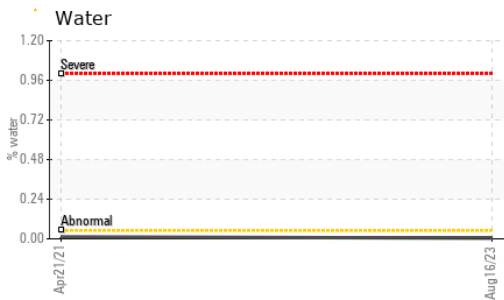 Water
1.20
Severe
0.96
0.72
% water
0.48
0.24
Abnormal
0.00
Apr21/21
Aug16/23